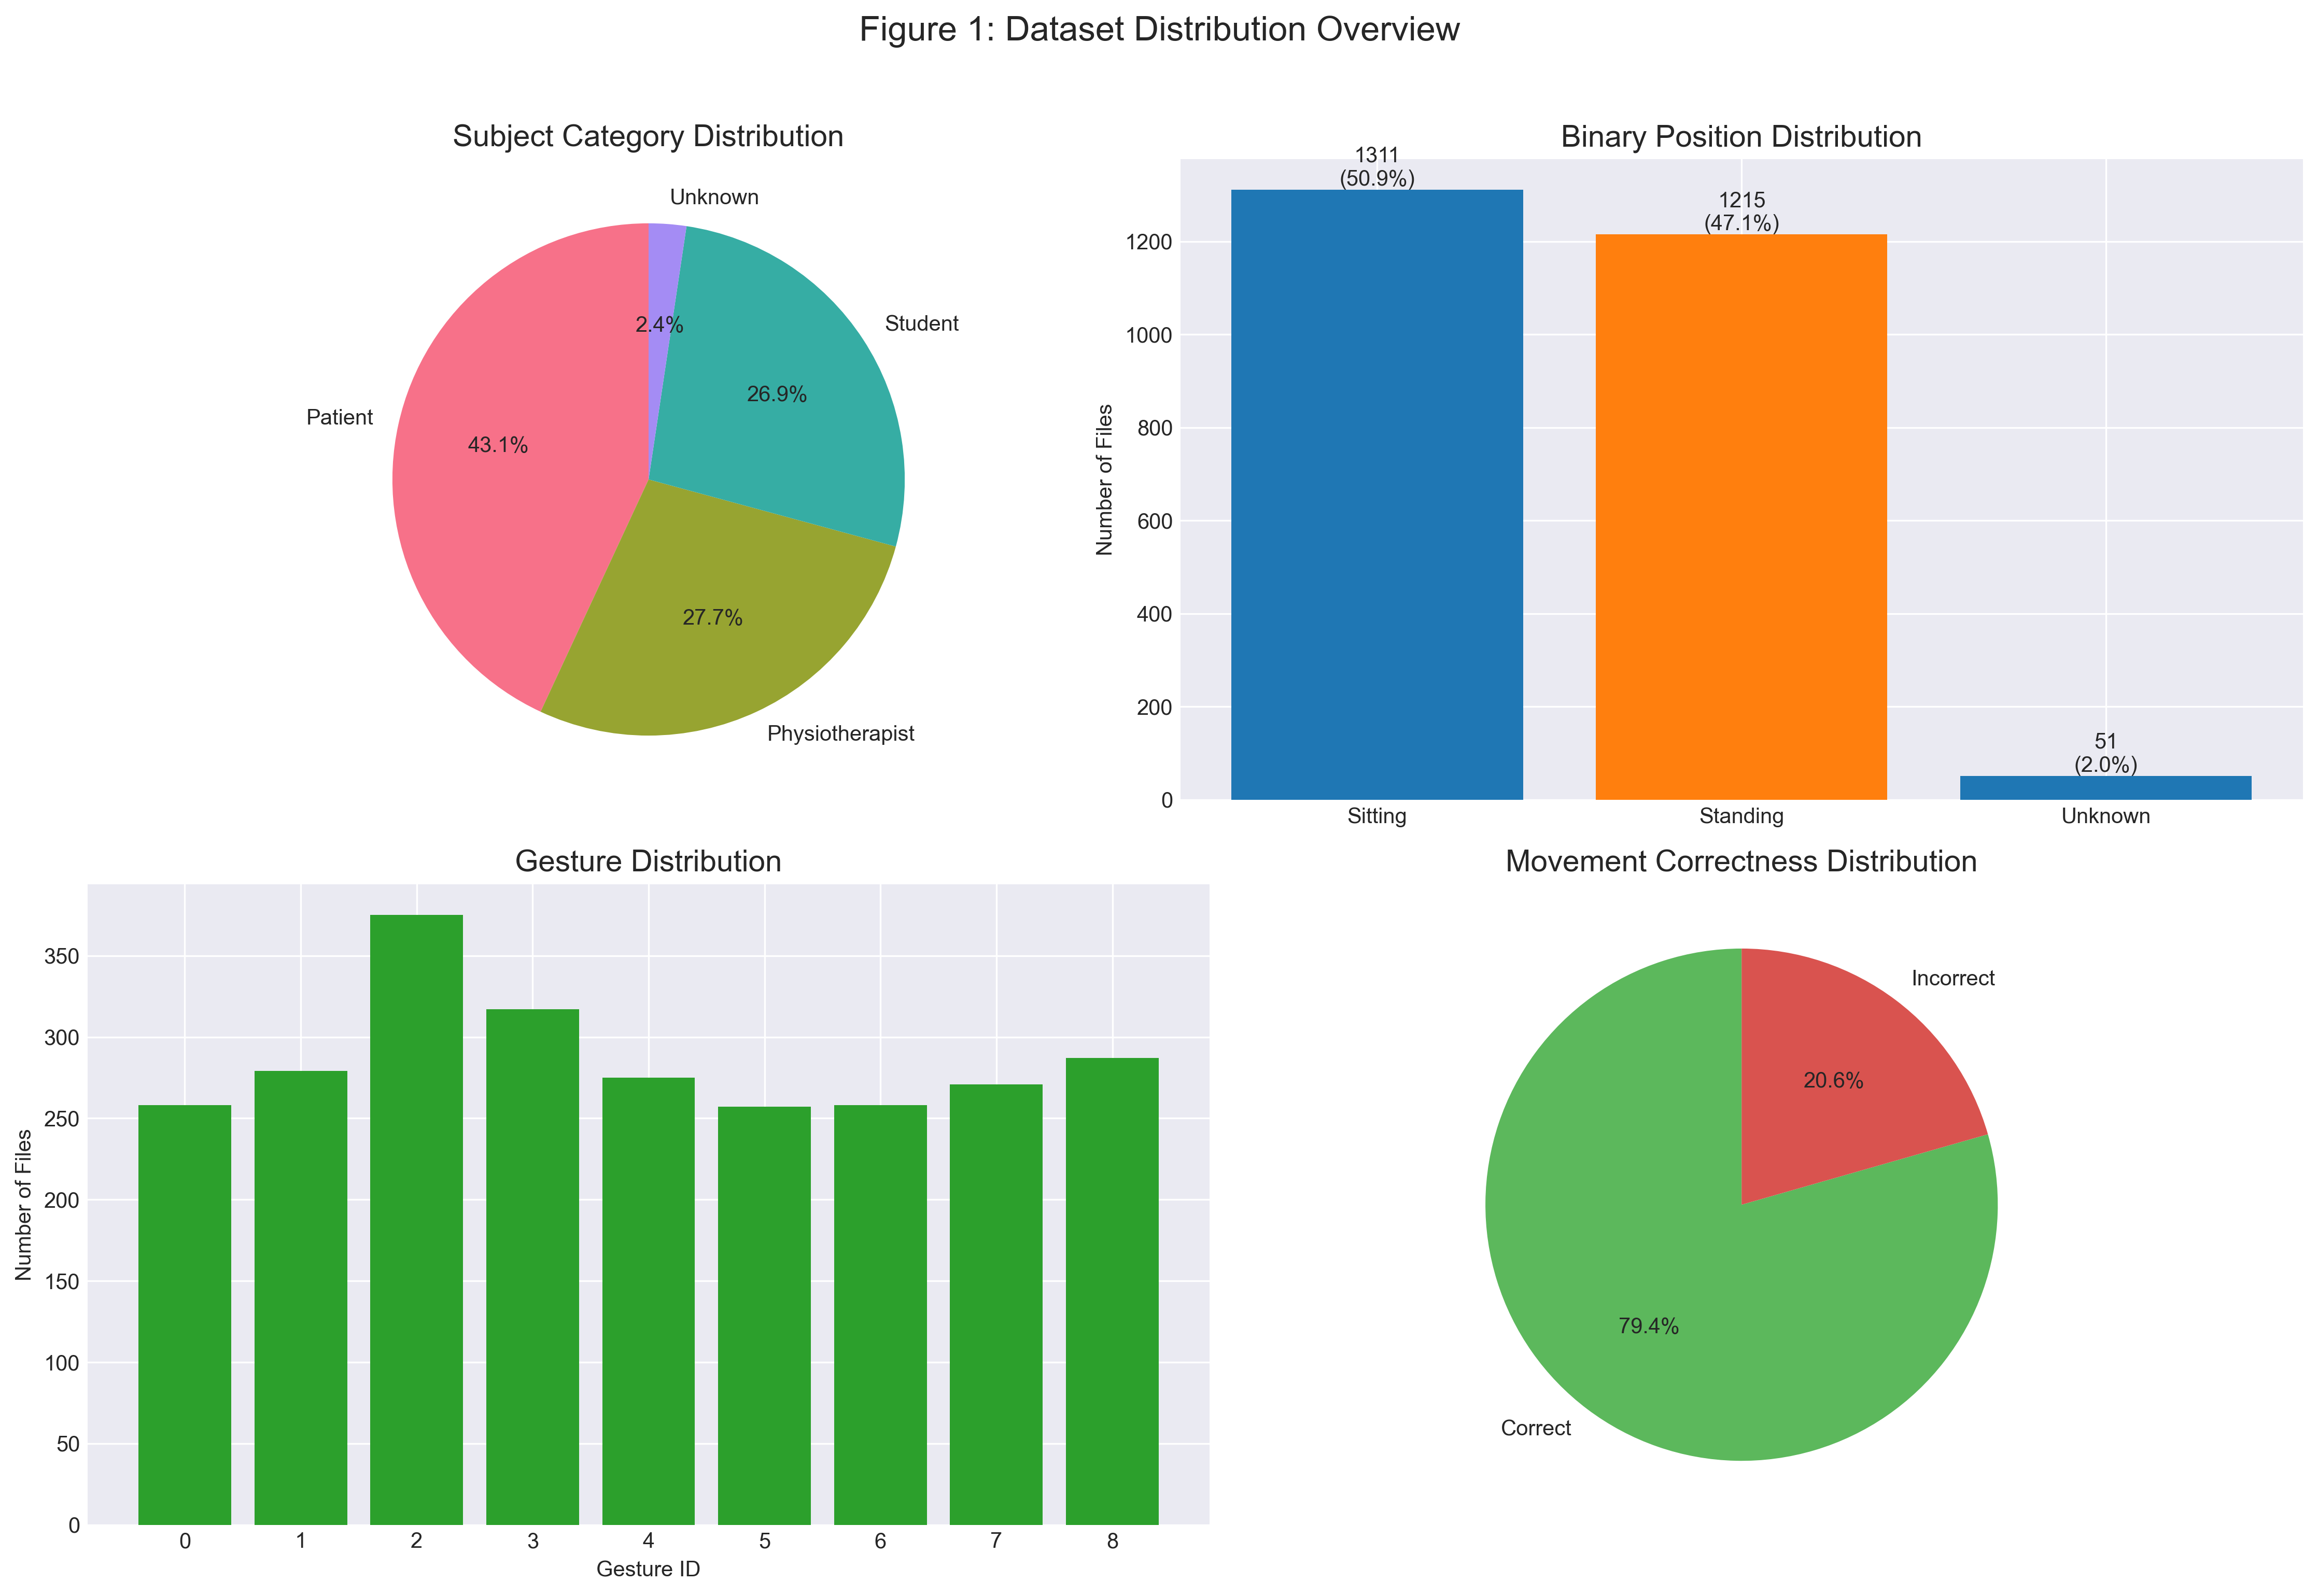 Figure 1: Dataset Distribution Overview
Subject Category Distribution
Unknown
2.4%
Student
26.9%
Patient
43.1%
27.7%
Physiotherapist
Binary Position Distribution
1311
(50.9%)
1215
(47.1%)
51
(2.0%)
1200
1000
800
600
400
200
0
Number of Files
Sitting
Standing
Unknown
Gesture Distribution
350
300
250
200
150
100
50
0
Number of Files
0
1
2
3
4
5
6
7
8
Gesture ID
Movement Correctness Distribution
Incorrect
20.6%
79.4%
Correct